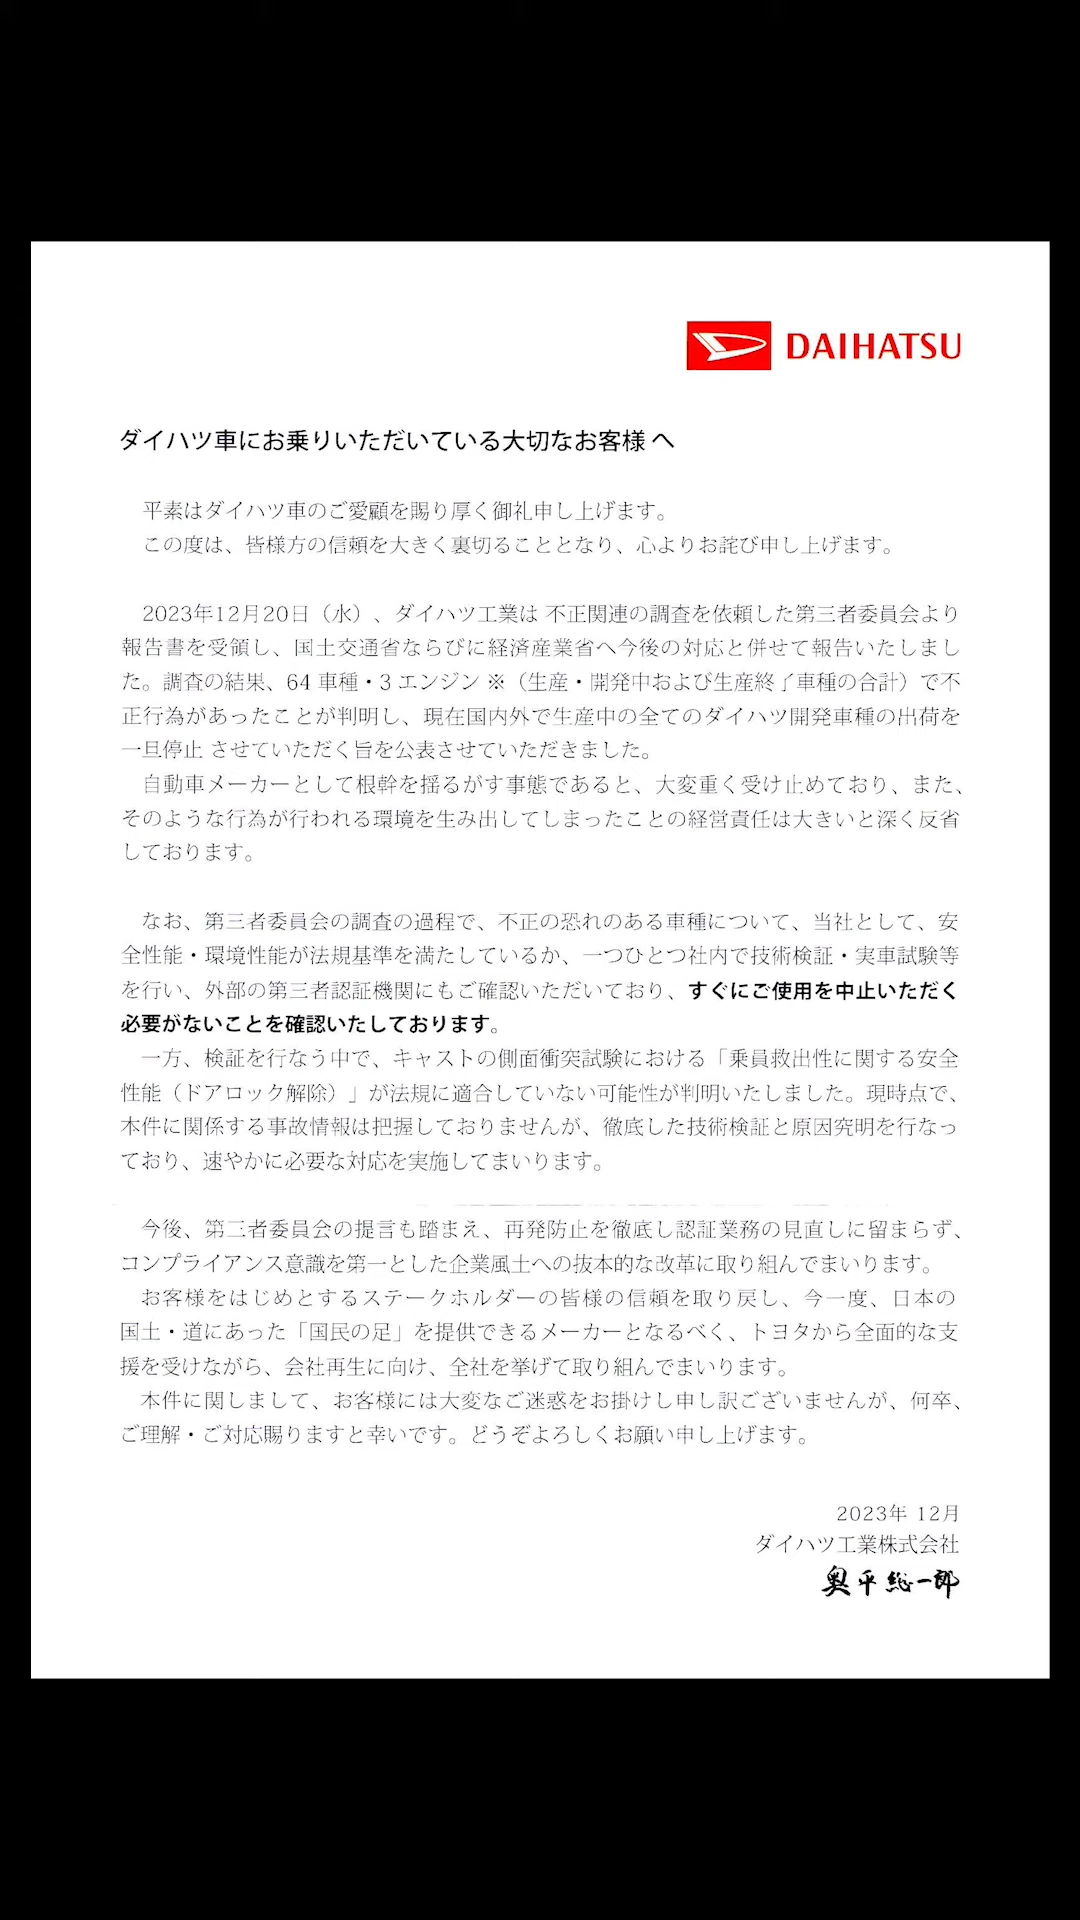 DAIHATSU
ダイハツ車にお乗りいただいている大切なお客様 へ
平素はダイハツ車のご愛顧を賜り厚く御礼申し上げます。
この度は、皆様方の信頼を大きく裏切ることとなり、心よりお詫び申し上げます。
2023年12月20日（水）、ダイハツ工業は 不正関連の調査を依頼した第三者委員会より
報告書を受領し、国土交通省ならびに経済産業省へ今後の対応と併せて報告いたしまし
た。調査の結果、64 車種・3 エンジン ※（生産・開発中および生産終了車種の合計）で不
正行為があったことが判明し、現在国内外で生産中の全てのダイハツ開発車種の出荷を
一旦停止 させていただく旨を公表させていただきました。
自動車メーカーとして根幹を揺るがす事態であると、大変重く受け止めており、また、
そのような行為が行われる環境を生み出してしまったことの経営責任は大きいと深く反省
しております。
なお、第三者委員会の調査の過程で、不正の恐れのある車種について、当社として、安
全性能・環境性能が法規基準を満たしているか、一つひとつ社内で技術検証・実車試験等
を行い、外部の第三者認証機関にもご確認いただいており、すぐにご使用を中止いただく
必要がないことを確認いたしております。
一方、検証を行なう中で、キャストの側面衝突試験における「乗員救出性に関する安全
性能（ドアロック解除）」が法規に適合していない可能性が判明いたしました。現時点で、
本件に関係する事故情報は把握しておりませんが、徹底した技術検証と原因究明を行なっ
ており、速やかに必要な対応を実施してまいります。
今後、第三者委員会の提言も踏まえ、再発防止を徹底し認証業務の見直しに留まらず、
コンプライアンス意識を第一とした企業風土への抜本的な改革に取り組んでまいります。
お客様をはじめとするステークホルダーの皆様の信頼を取り戻し、今一度、日本の
国土・道にあった「国民の足」を提供できるメーカーとなるべく、トヨタから全面的な支
援を受けながら、会社再生に向け、全社を挙げて取り組んでまいります。
本件に関しまして、お客様には大変なご迷惑をお掛けし申し訳ございませんが、何卒、
ご理解・ご対応賜りますと幸いです。どうぞよろしくお願い申し上げます。
2023年 12月
ダイハツ工業株式会社
奥平総一郎